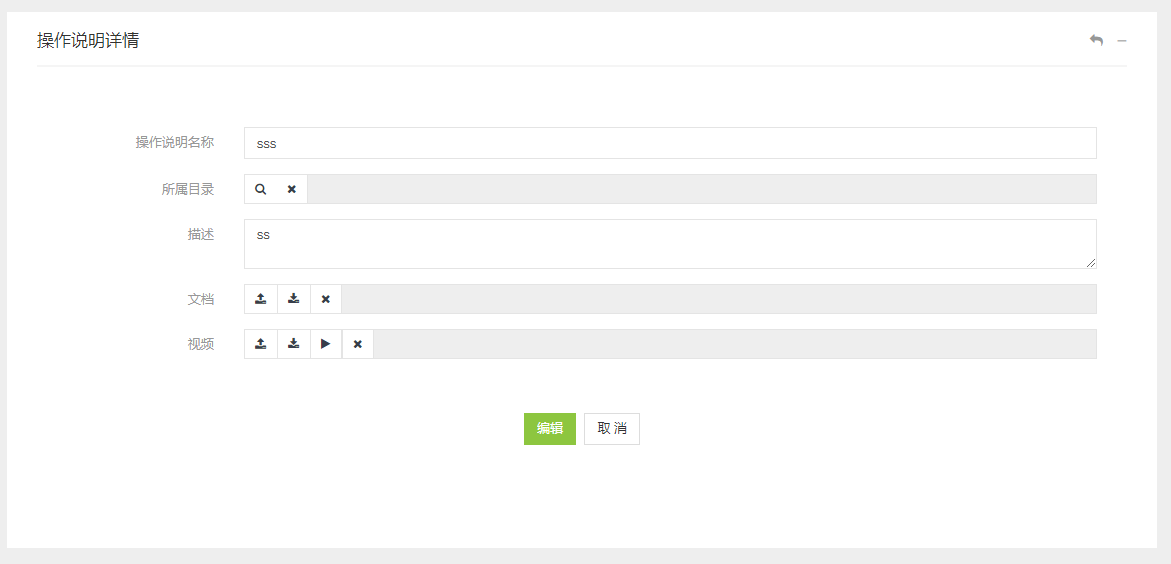 操作说明详情
操作说明名称 sss
所属目录
描述 ss
文档
视频
编辑 取 消